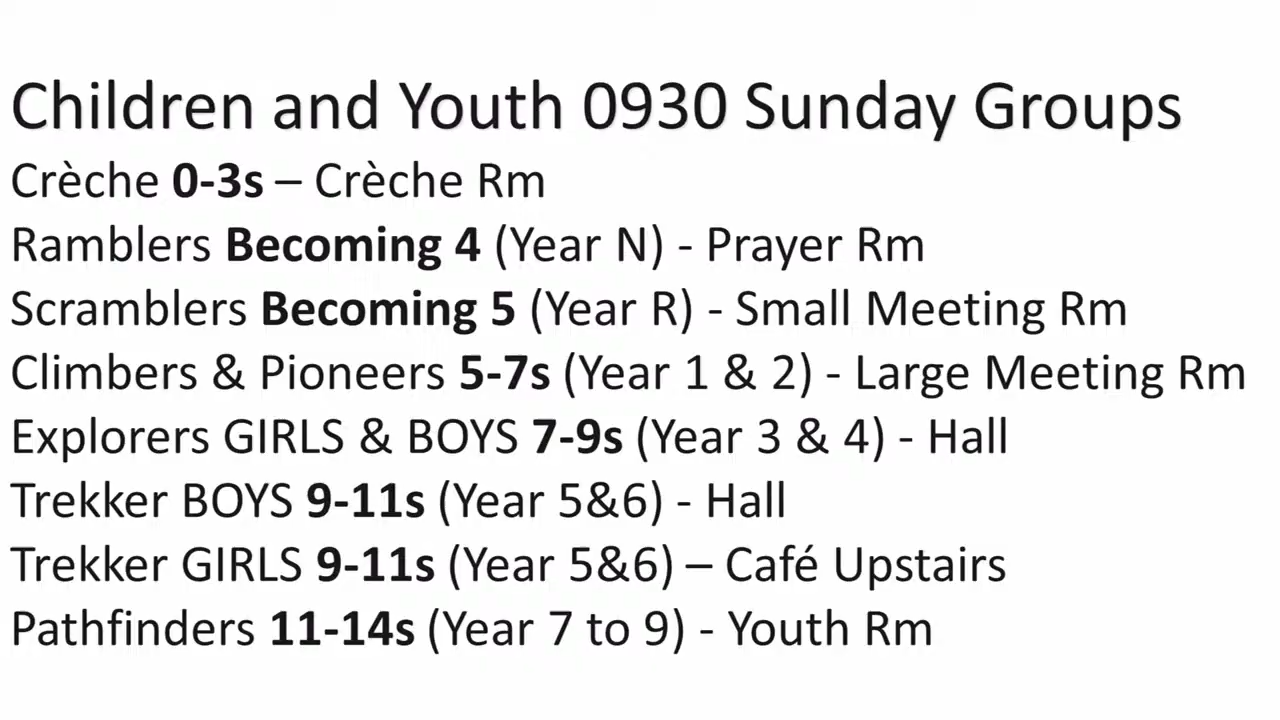 Children and Youth 0930 Sunday Groups
Crèche 0-3s – Crèche Rm
Ramblers Becoming 4 (Year N) - Prayer Rm
Scramblers Becoming 5 (Year R) - Small Meeting Rm
Climbers & Pioneers 5-7s (Year 1 & 2) - Large Meeting Rm
Explorers GIRLS & BOYS 7-9s (Year 3 & 4) - Hall
Trekker BOYS 9-11s (Year 5&6) - Hall
Trekker GIRLS 9-11s (Year 5&6) – Café Upstairs
Pathfinders 11-14s (Year 7 to 9) - Youth Rm